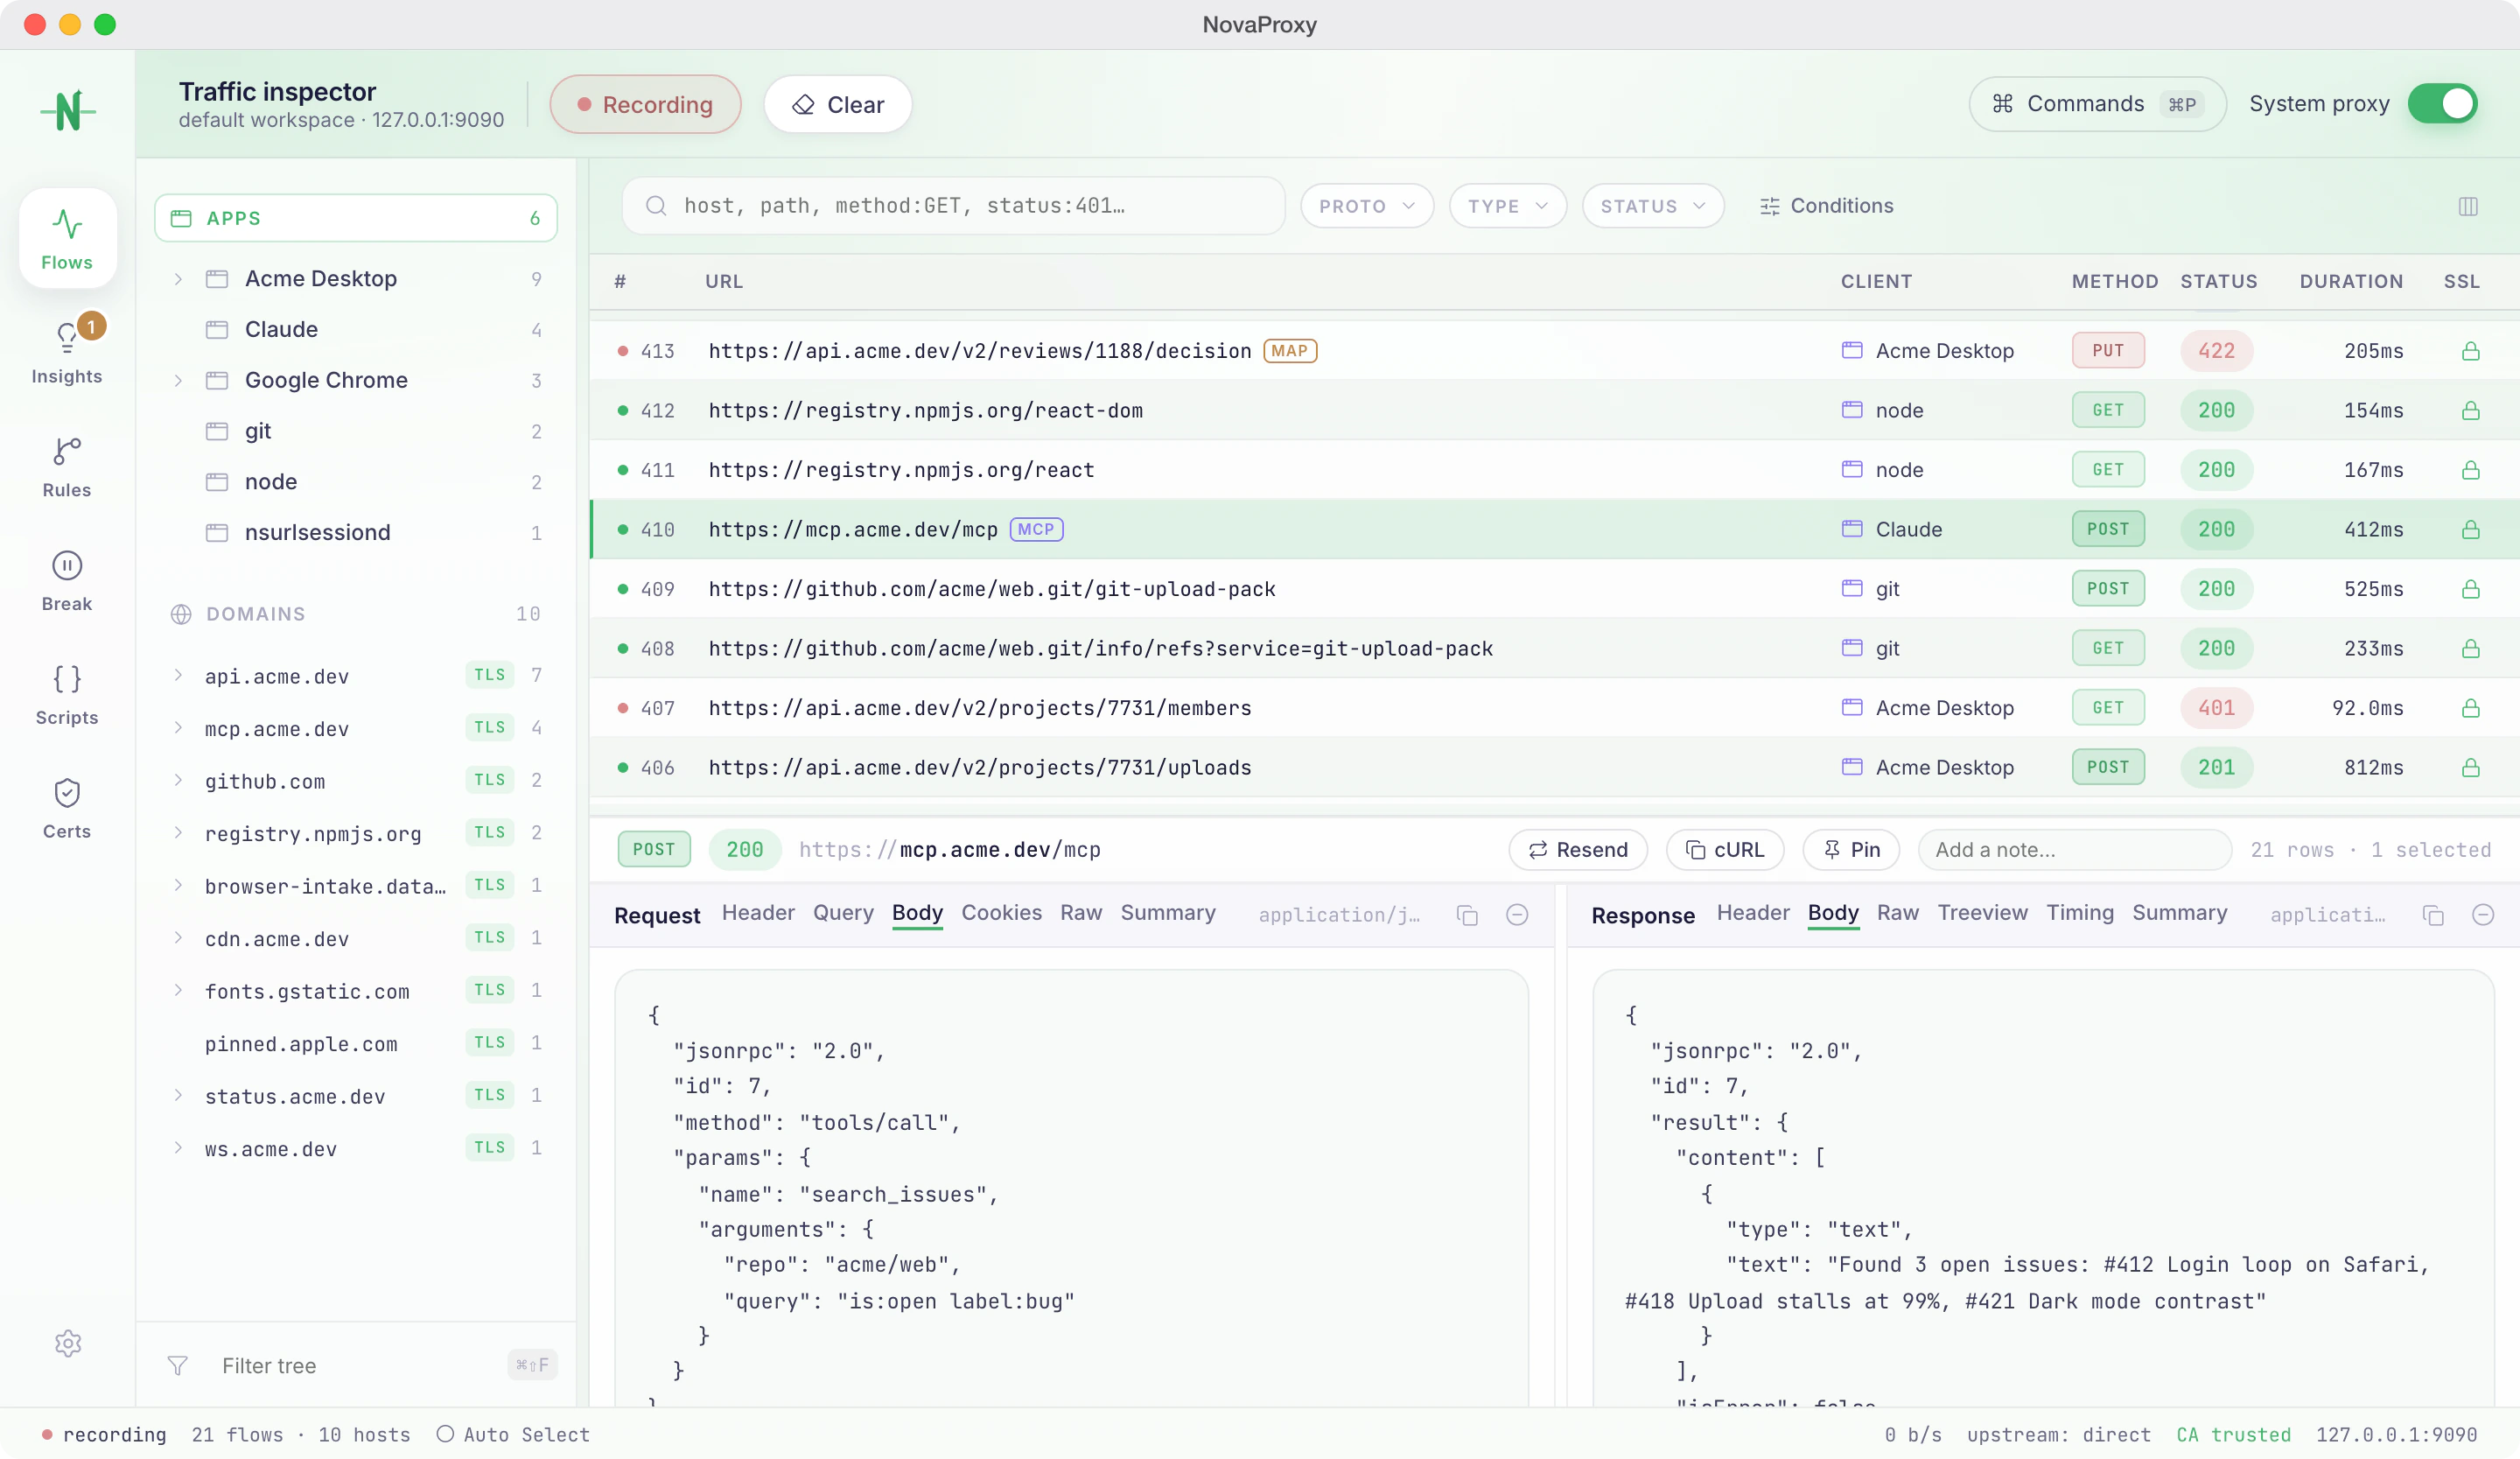 NovaProxy
Traffic inspector
default workspace · 127.0.0.1:9090
Recording
Clear
Commands ⌘P
System proxy
Flows
1
Insights
Rules
Break
Scripts
Certs
APPS 6
Acme Desktop 9
Claude 4
Google Chrome 3
git 2
node 2
nsurlsessiond 1
DOMAINS 10
api.acme.dev TLS 7
mcp.acme.dev TLS 4
github.com TLS 2
registry.npmjs.org TLS 2
browser-intake.data… TLS 1
cdn.acme.dev TLS 1
fonts.gstatic.com TLS 1
pinned.apple.com TLS 1
status.acme.dev TLS 1
ws.acme.dev TLS 1
Filter tree ⌘⇧F
host, path, method:GET, status:401…
PROTO
TYPE
STATUS
Conditions
# URL CLIENT METHOD STATUS DURATION SSL
413 https://api.acme.dev/v2/reviews/1188/decision MAP Acme Desktop PUT 422 205ms
412 https://registry.npmjs.org/react-dom node GET 200 154ms
411 https://registry.npmjs.org/react node GET 200 167ms
410 https://mcp.acme.dev/mcp MCP Claude POST 200 412ms
409 https://github.com/acme/web.git/git-upload-pack git POST 200 525ms
408 https://github.com/acme/web.git/info/refs?service=git-upload-pack git GET 200 233ms
407 https://api.acme.dev/v2/projects/7731/members Acme Desktop GET 401 92.0ms
406 https://api.acme.dev/v2/projects/7731/uploads Acme Desktop POST 201 812ms
POST 200 https://mcp.acme.dev/mcp Resend cURL Pin Add a note... 21 rows · 1 selected
Request Header Query Body Cookies Raw Summary application/j…
{
"jsonrpc": "2.0",
"id": 7,
"method": "tools/call",
"params": {
"name": "search_issues",
"arguments": {
"repo": "acme/web",
"query": "is:open label:bug"
}
}
}
Response Header Body Raw Treeview Timing Summary applicati…
{
"jsonrpc": "2.0",
"id": 7,
"result": {
"content": [
{
"type": "text",
"text": "Found 3 open issues: #412 Login loop on Safari,
#418 Upload stalls at 99%, #421 Dark mode contrast"
}
],
"isError": false
recording 21 flows · 10 hosts Auto Select
0 b/s upstream: direct CA trusted 127.0.0.1:9090